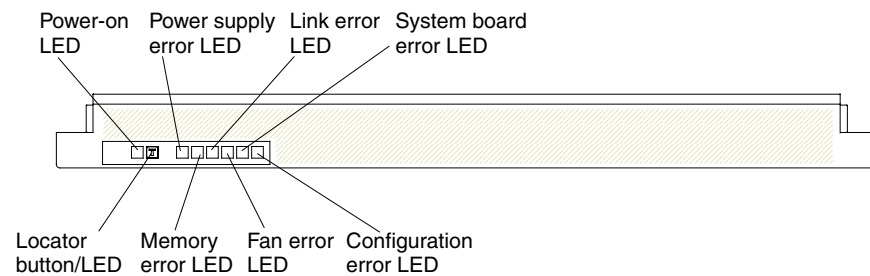 Power-on LED
Power supply error LED
Link error LED
System board error LED
Locator button/LED
Memory error LED
Fan error LED
Configuration error LED